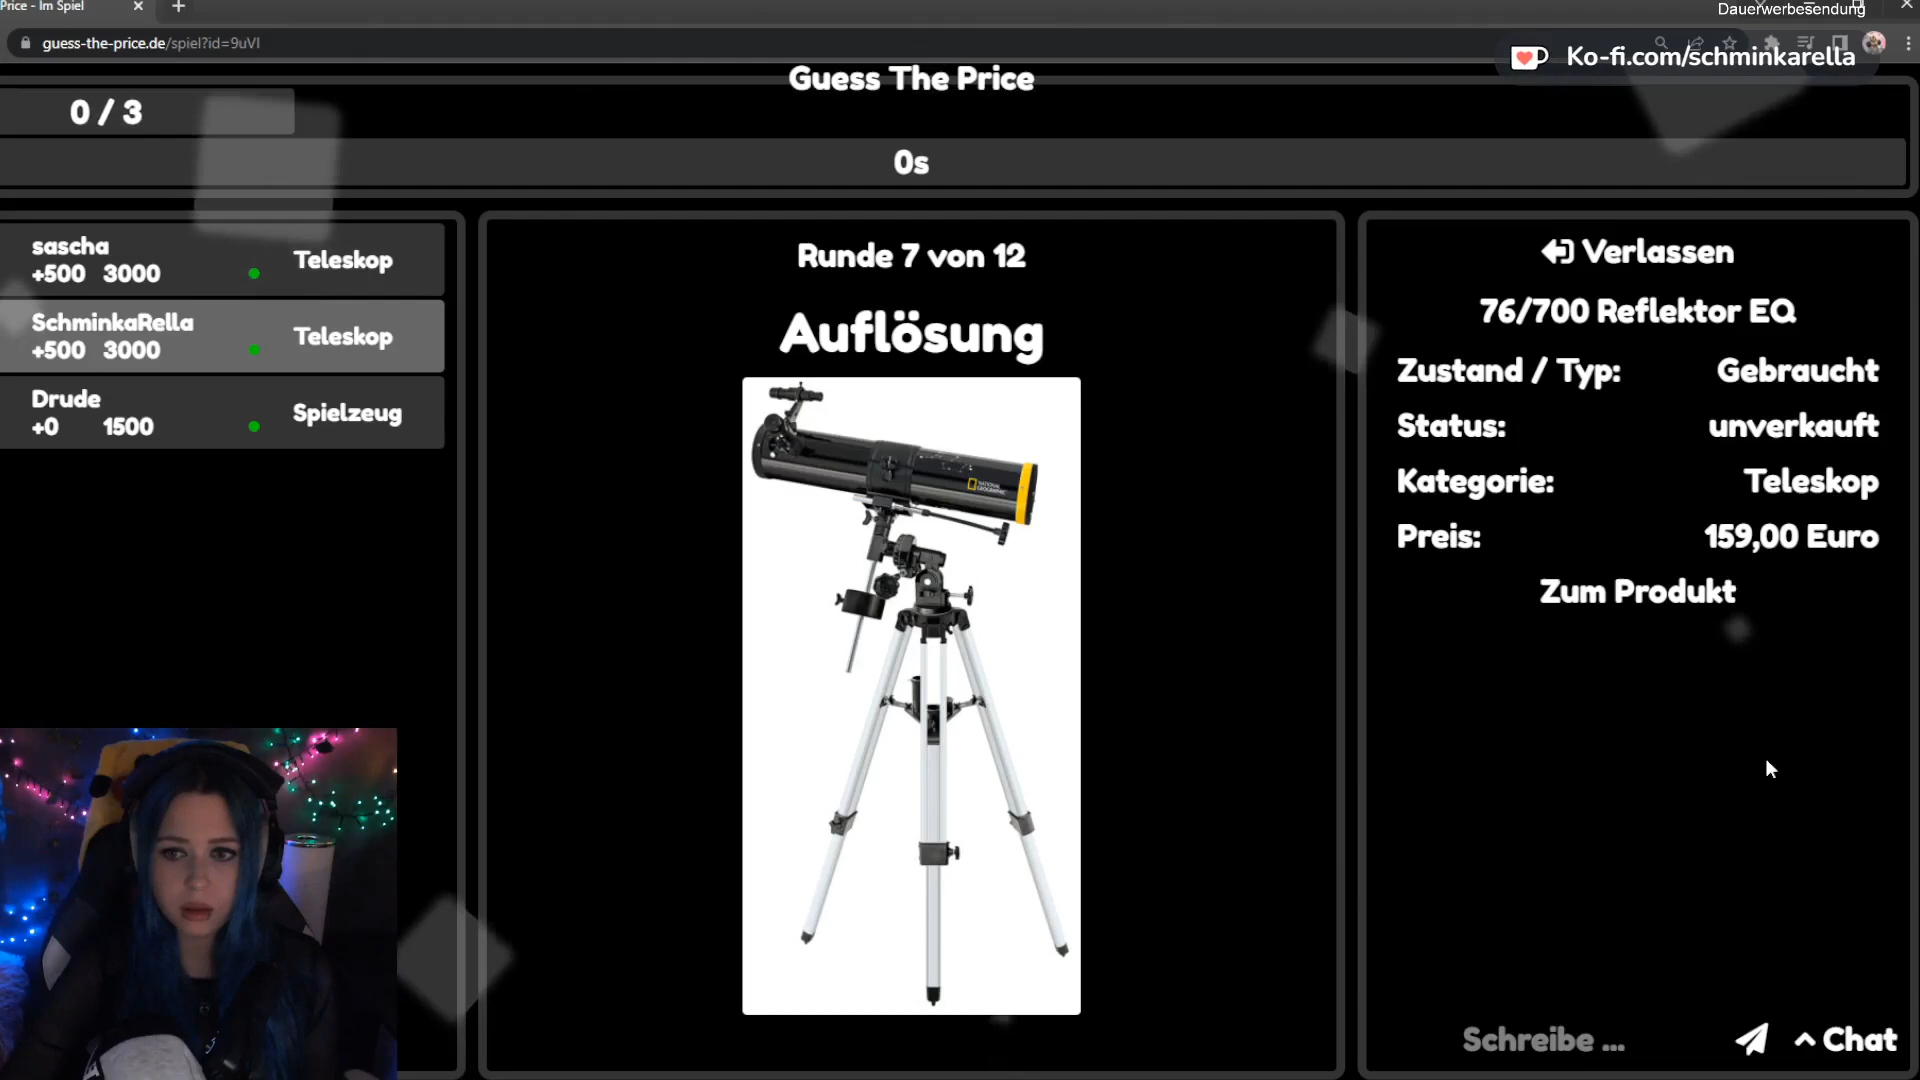 Price - Im Spiel
Dauerwerbesendung
guess-the-price.de/spiel?id=9uVl
Ko-fi.com/schminkarella
Guess The Price
0 / 3
0s
sascha
+500 3000
Teleskop
SchminkaRella
+500 3000
Teleskop
Drude
+0 1500
Spielzeug
Runde 7 von 12
Auflösung
NATIONAL
GEOGRAPHIC
Verlassen
76/700 Reflektor EQ
Zustand / Typ: Gebraucht
Status: unverkauft
Kategorie: Teleskop
Preis: 159,00 Euro
Zum Produkt
Schreibe ...
Chat